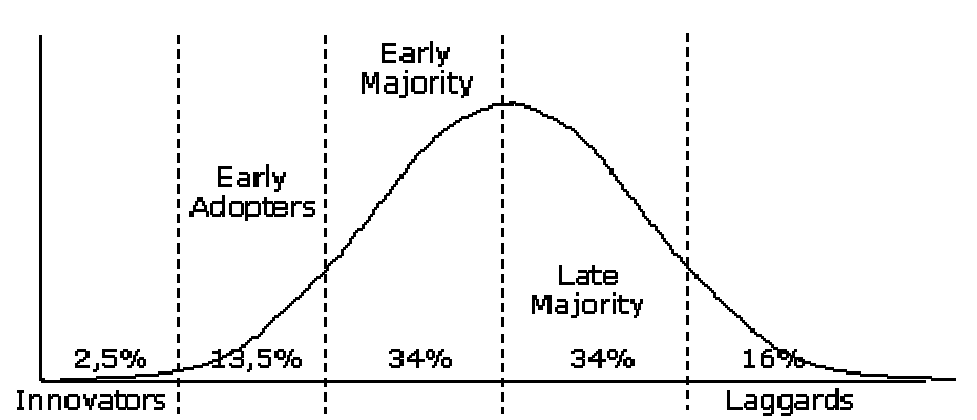 Early
Majority
Early
Adopters
Late
Majority
2,5% 13,5% 34% 34% 16%
Innovators Laggards